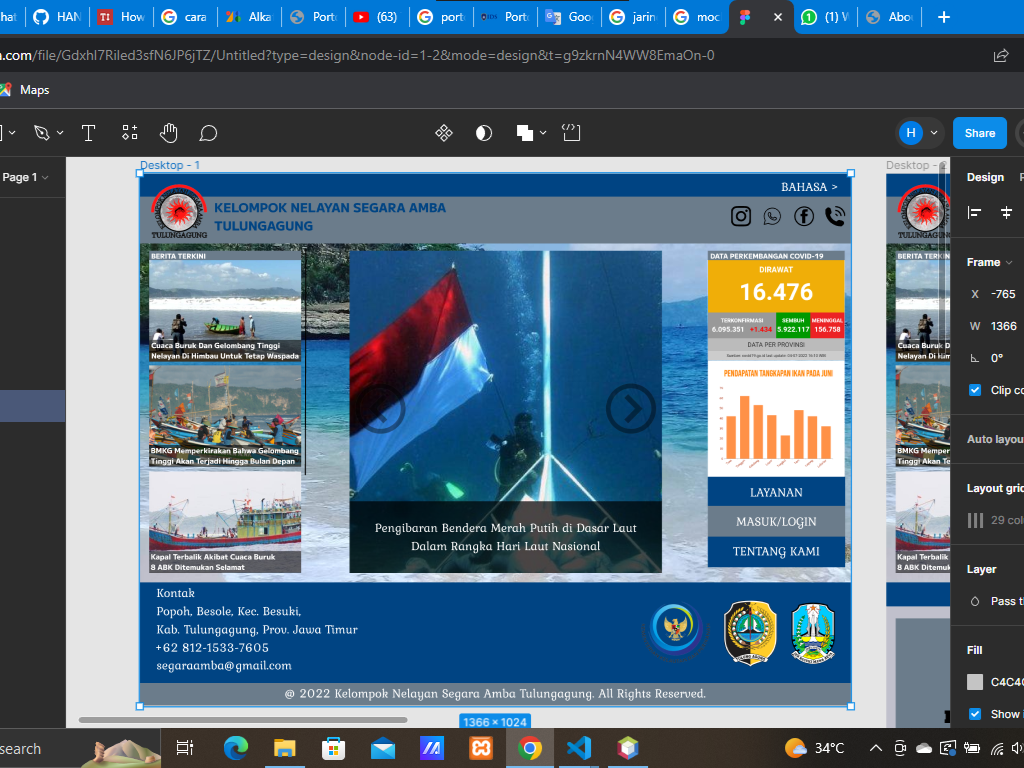 hat
HAN
How
cara
Alka
Porto
(63)
port
Porto
Goo
jarin
moc
(1) W
Abo
.com/file/GdxhI7RiIed3sfN6JP6jTZ/Untitled?type=design&node-id=1-2&mode=design&t=g9zkrnN4WW8EmaOn-0
Maps
H
Share
Page 1
Desktop - 1
Desktop - 2
Design
BAHASA >
KELOMPOK NELAYAN SEGARA AMBA
TULUNGAGUNG
TULUNGAGUNG
BERITA TERKINI
Cuaca Buruk Dan Gelombang Tinggi
Nelayan Di Himbau Untuk Tetap Waspada
BMKG Memperkirakan Bahwa Gelombang
Tinggi Akan Terjadi Hingga Bulan Depan
Kapal Terbalik Akibat Cuaca Buruk
8 ABK Ditemukan Selamat
Pengibaran Bendera Merah Putih di Dasar Laut
Dalam Rangka Hari Laut Nasional
DATA PERKEMBANGAN COVID-19
DIRAWAT
16.476
TERKONFIRMASI
6.095.351 +1.434
SEMBUH
5.922.117
MENINGGAL
156.758
DATA PER PROVINSI
PENDAPATAN TANGKAPAN IKAN PADA JUNI
LAYANAN
MASUK/LOGIN
TENTANG KAMI
Kontak
Popoh, Besole, Kec. Besuki,
Kab. Tulungagung, Prov. Jawa Timur
+62 812-1533-7605
segaraamba@gmail.com
@ 2022 Kelompok Nelayan Segara Amba Tulungagung. All Rights Reserved.
1366 × 1024
BERITA TERKINI
Frame
X -765
W 1366
0°
Clip co
Auto layou
Layout grid
29 colu
Layer
Pass th
Fill
C4C4C
Show i
search
34°C